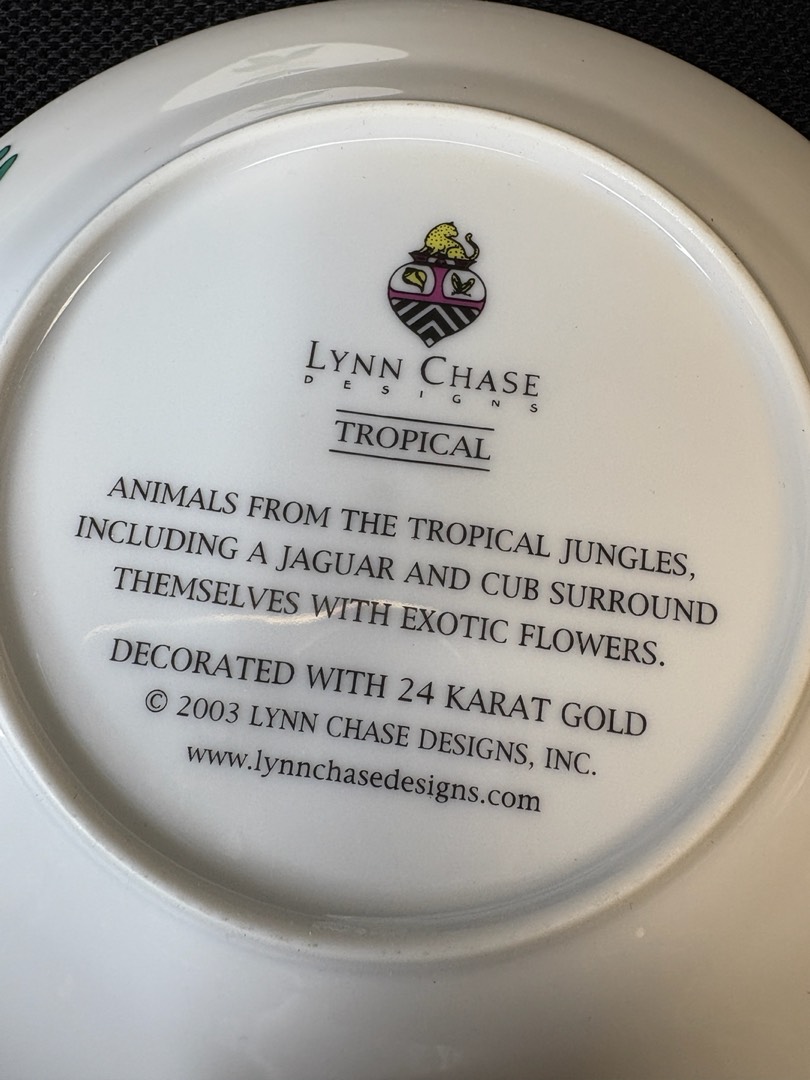 LYNN CHASE
DESIGNS
TROPICAL
ANIMALS FROM THE TROPICAL JUNGLES,
INCLUDING A JAGUAR AND CUB SURROUND
THEMSELVES WITH EXOTIC FLOWERS.
DECORATED WITH 24 KARAT GOLD
© 2003 LYNN CHASE DESIGNS, INC.
www.lynnchasedesigns.com